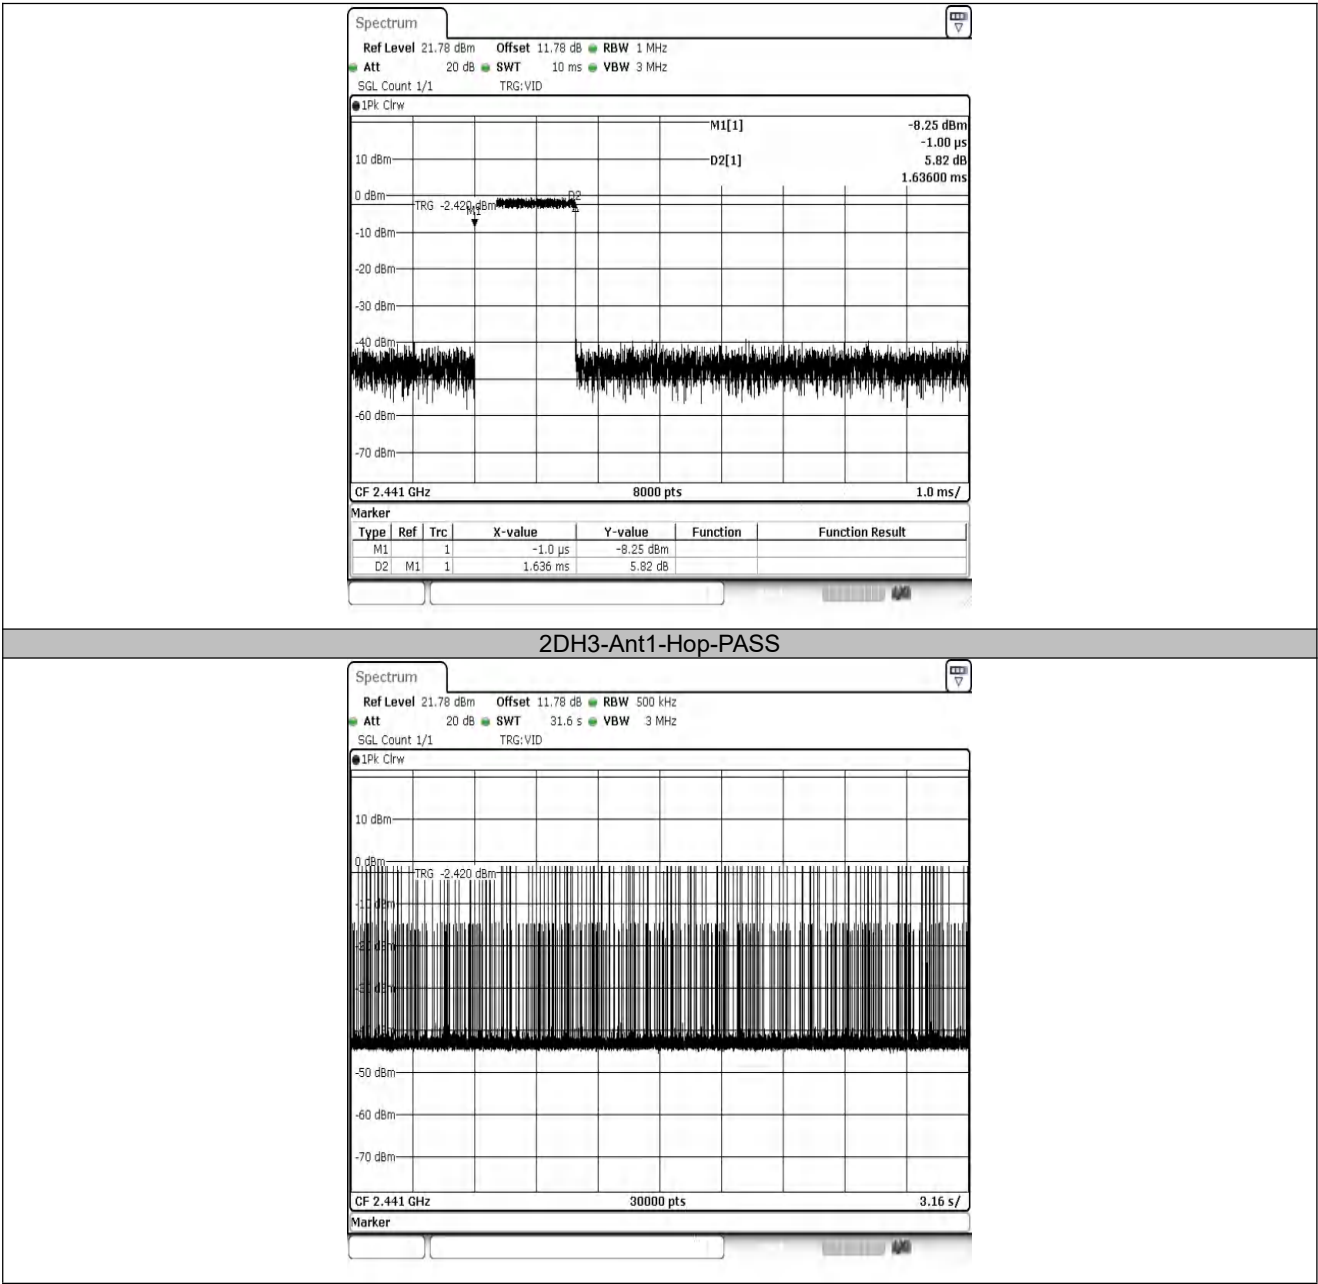 Spectrum
Ref Level 21.78 dBm Offset 11.78 dB RBW 1 MHz
Att 20 dB SWT 10 ms VBW 3 MHz
SGL Count 1/1 TRG:VID
1Pk Clrw
M1[1] -8.25 dBm
-1.00 µs
10 dBm D2[1] 5.82 dB
1.63600 ms
0 dBm D2
TRG -2.420 dBm
M1
-10 dBm
-20 dBm
-30 dBm
-40 dBm
-60 dBm
-70 dBm
CF 2.441 GHz 8000 pts 1.0 ms/
Marker
Type Ref Trc X-value Y-value Function Function Result
M1 1 -1.0 µs -8.25 dBm
D2 M1 1 1.636 ms 5.82 dB
2DH3-Ant1-Hop-PASS
Spectrum
Ref Level 21.78 dBm Offset 11.78 dB RBW 500 kHz
Att 20 dB SWT 31.6 s VBW 3 MHz
SGL Count 1/1 TRG:VID
1Pk Clrw
10 dBm
0 dBm
TRG -2.420 dBm
-50 dBm
-60 dBm
-70 dBm
CF 2.441 GHz 30000 pts 3.16 s/
Marker